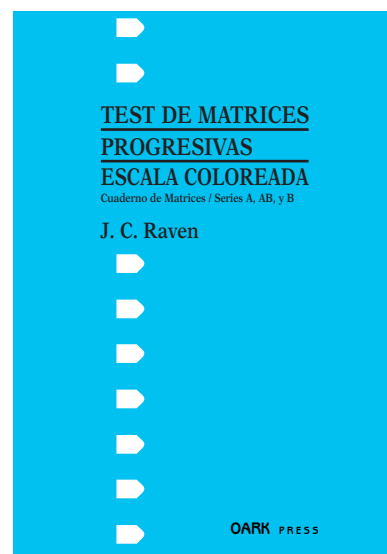 TEST DE MATRICES
PROGRESIVAS
ESCALA COLOREADA
Cuaderno de Matrices / Series A, AB, y B
J. C. Raven
OARK PRESS